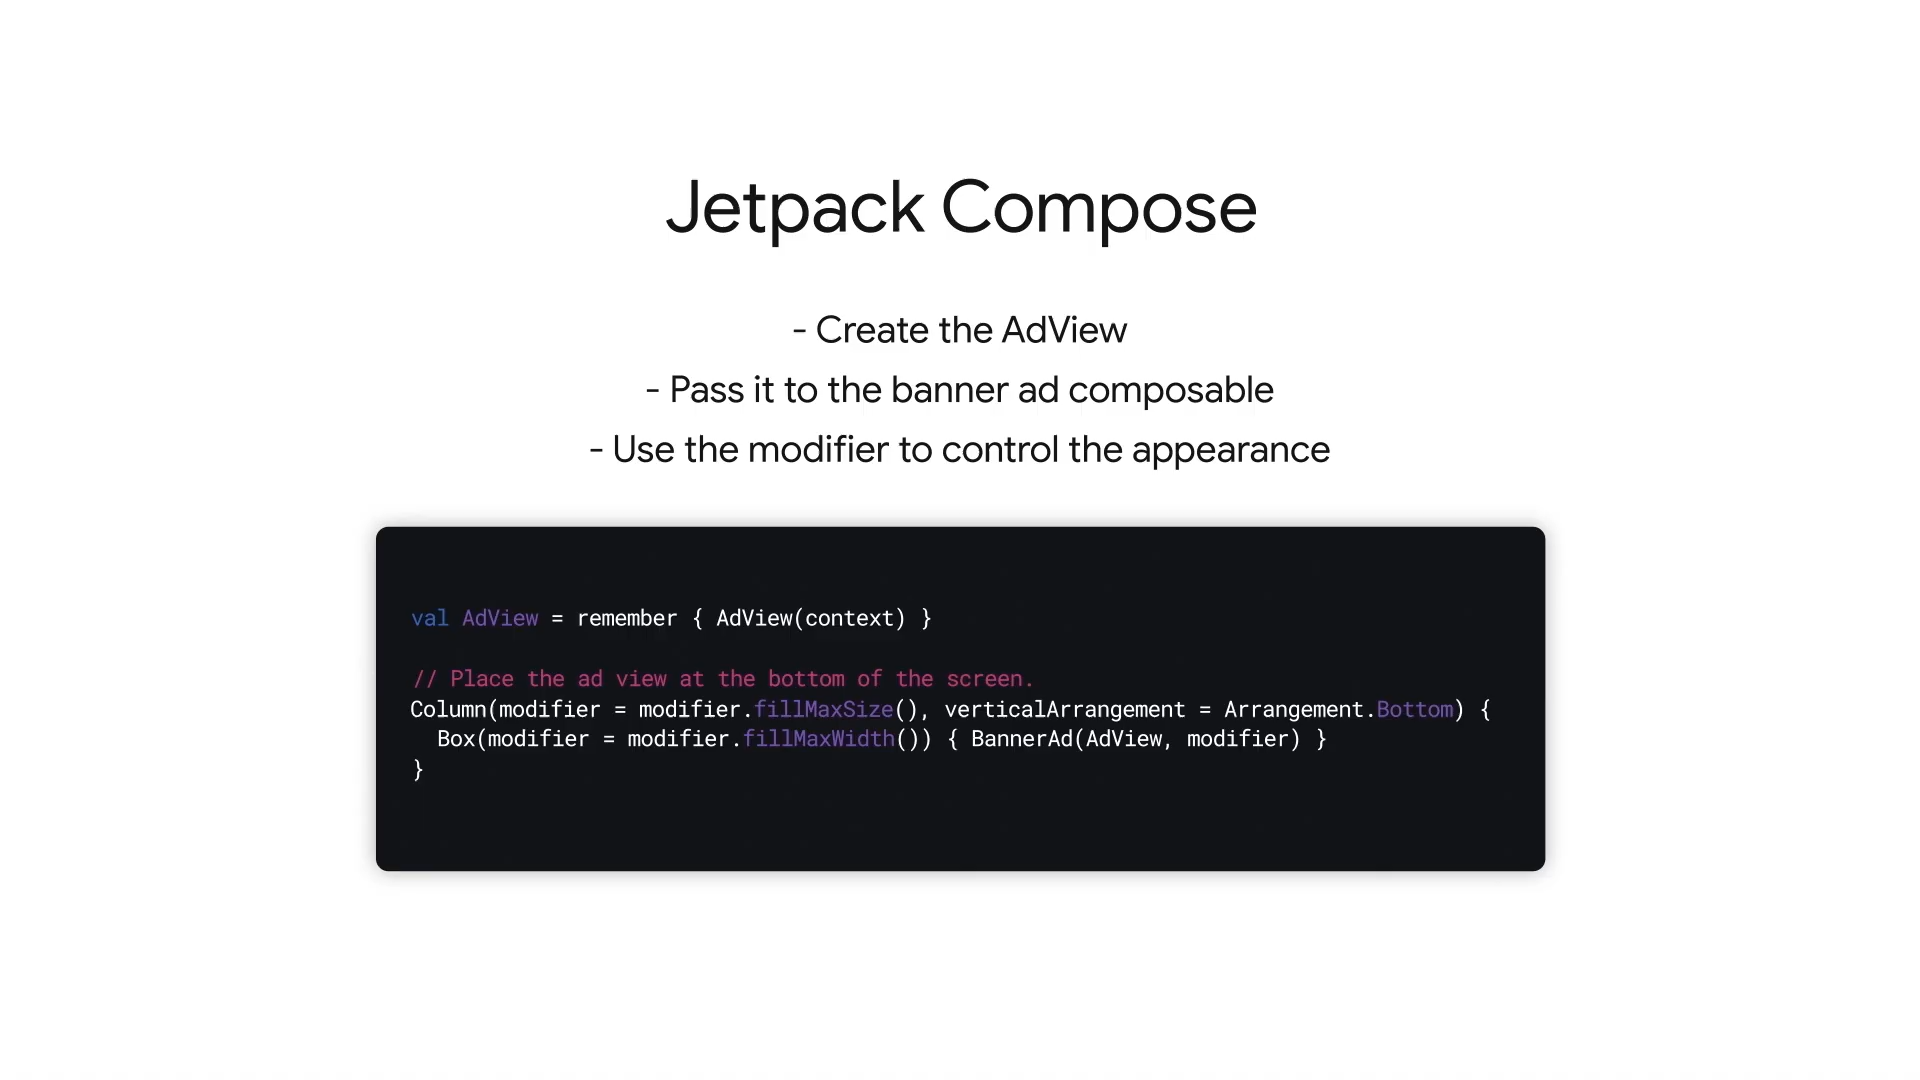 Jetpack Compose
- Create the AdView
- Pass it to the banner ad composable
- Use the modifier to control the appearance
val AdView = remember { AdView(context) }
// Place the ad view at the bottom of the screen.
Column(modifier = modifier.fillMaxSize(), verticalArrangement = Arrangement.Bottom) {
  Box(modifier = modifier.fillMaxWidth()) { BannerAd(AdView, modifier) }
}